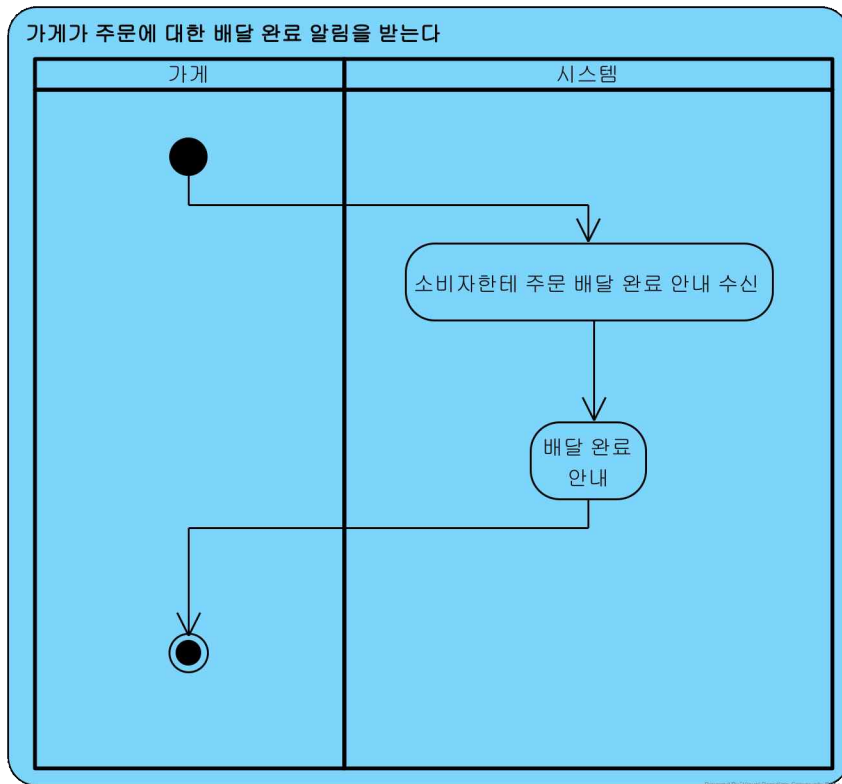 가게가 주문에 대한 배달 완료 알림을 받는다
가게
시스템
소비자한테 주문 배달 완료 안내 수신
배달 완료
안내